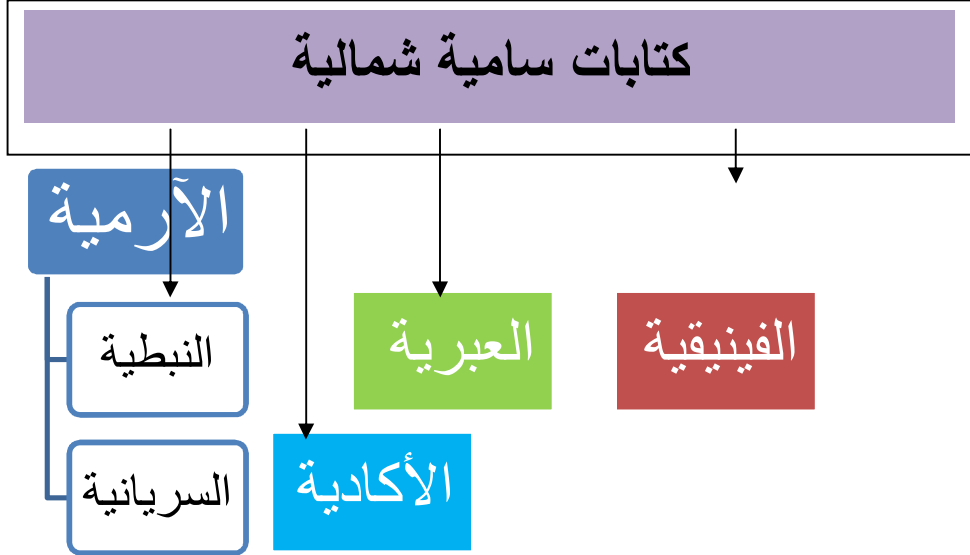 كتابات سامية شمالية
الآرمية
النبطية
السريانية
العبرية
الفينيقية
الأكادية